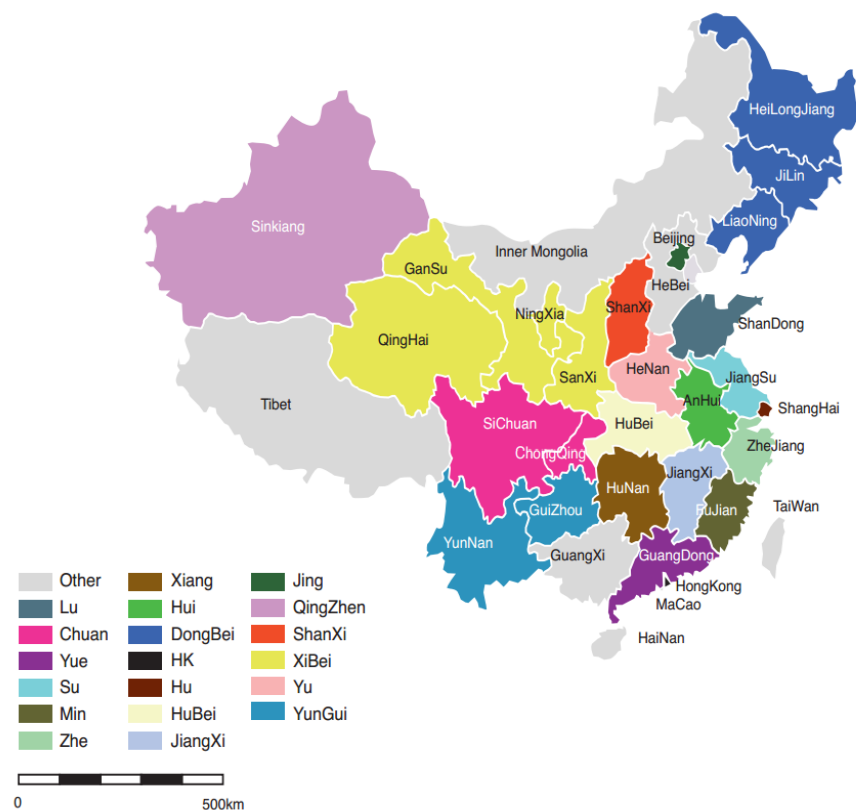 HeiLongJiang
JiLin
LiaoNing
Sinkiang
Beijing
Inner Mongolia
GanSu
HeBei
NingXia
ShanXi
ShanDong
QingHai
HeNan
JiangSu
SanXi
AnHui
Tibet
ShangHai
SiChuan
HuBei
ChongQing
ZheJiang
JiangXi
HuNan
TaiWan
GuiZhou
FuJian
YunNan
GuangXi
GuangDong
HongKong
MaCao
HaiNan
Other
Lu
Chuan
Yue
Su
Min
Zhe
Xiang
Hui
DongBei
HK
Hu
HuBei
JiangXi
Jing
QingZhen
ShanXi
XiBei
Yu
YunGui
0 500km